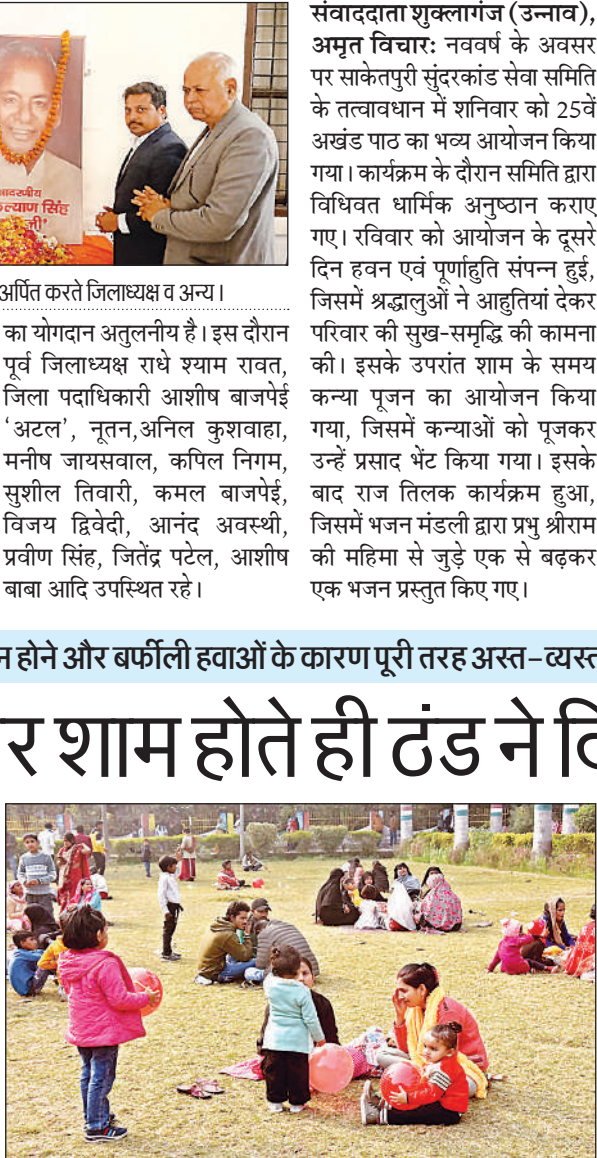 आदरणीय
कल्याण सिंह
अर्पित करते जिलाध्यक्ष व अन्य।
का योगदान अतुलनीय है। इस दौरान
पूर्व जिलाध्यक्ष राधे श्याम रावत,
जिला पदाधिकारी आशीष बाजपेई
‘अटल’, नूतन,अनिल कुशवाहा,
मनीष जायसवाल, कपिल निगम,
सुशील तिवारी, कमल बाजपेई,
विजय द्विवेदी, आनंद अवस्थी,
प्रवीण सिंह, जितेंद्र पटेल, आशीष
बाबा आदि उपस्थित रहे।
संवाददाता शुक्लागंज (उन्नाव),
अमृत विचारः नववर्ष के अवसर
पर साकेतपुरी सुंदरकांड सेवा समिति
के तत्वावधान में शनिवार को 25वें
अखंड पाठ का भव्य आयोजन किया
गया। कार्यक्रम के दौरान समिति द्वारा
विधिवत धार्मिक अनुष्ठान कराए
गए। रविवार को आयोजन के दूसरे
दिन हवन एवं पूर्णाहुति संपन्न हुई,
जिसमें श्रद्धालुओं ने आहुतियां देकर
परिवार की सुख-समृद्धि की कामना
की। इसके उपरांत शाम के समय
कन्या पूजन का आयोजन किया
गया, जिसमें कन्याओं को पूजकर
उन्हें प्रसाद भेंट किया गया। इसके
बाद राज तिलक कार्यक्रम हुआ,
जिसमें भजन मंडली द्वारा प्रभु श्रीराम
की महिमा से जुड़े एक से बढ़कर
एक भजन प्रस्तुत किए गए।
न होने और बर्फीली हवाओं के कारण पूरी तरह अस्त-व्यस्त
र शाम होते ही ठंड ने